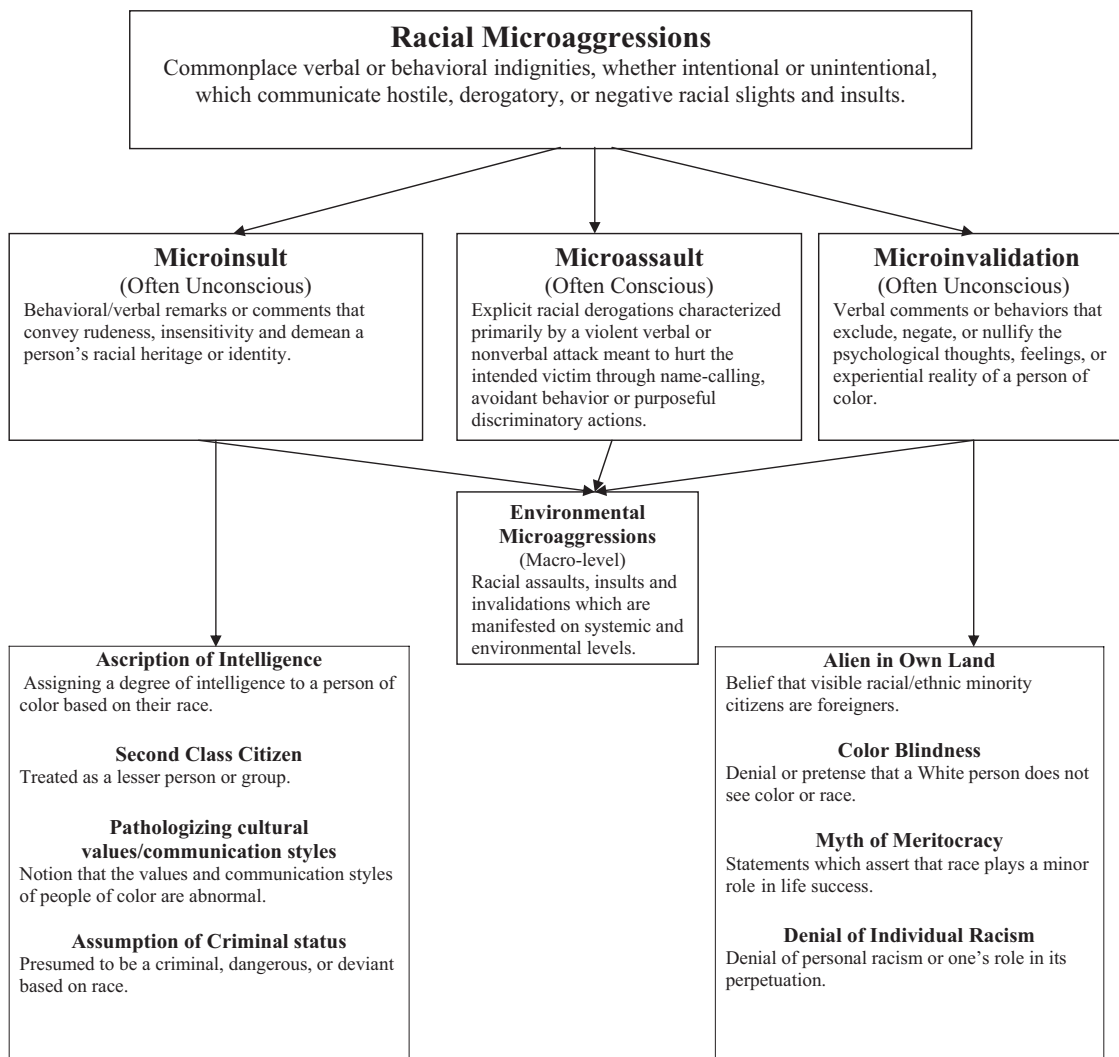 Racial Microaggressions
Commonplace verbal or behavioral indignities, whether intentional or unintentional,
which communicate hostile, derogatory, or negative racial slights and insults.
Microinsult
(Often Unconscious)
Behavioral/verbal remarks or comments that
convey rudeness, insensitivity and demean a
person's racial heritage or identity.
Microassault
(Often Conscious)
Explicit racial derogations characterized
primarily by a violent verbal or
nonverbal attack meant to hurt the
intended victim through name-calling,
avoidant behavior or purposeful
discriminatory actions.
Microinvalidation
(Often Unconscious)
Verbal comments or behaviors that
exclude, negate, or nullify the
psychological thoughts, feelings, or
experiential reality of a person of
color.
Environmental
Microaggressions
(Macro-level)
Racial assaults, insults and
invalidations which are
manifested on systemic and
environmental levels.
Ascription of Intelligence
Assigning a degree of intelligence to a person of
color based on their race.
Second Class Citizen
Treated as a lesser person or group.
Pathologizing cultural
values/communication styles
Notion that the values and communication styles
of people of color are abnormal.
Assumption of Criminal status
Presumed to be a criminal, dangerous, or deviant
based on race.
Alien in Own Land
Belief that visible racial/ethnic minority
citizens are foreigners.
Color Blindness
Denial or pretense that a White person does not
see color or race.
Myth of Meritocracy
Statements which assert that race plays a minor
role in life success.
Denial of Individual Racism
Denial of personal racism or one's role in its
perpetuation.